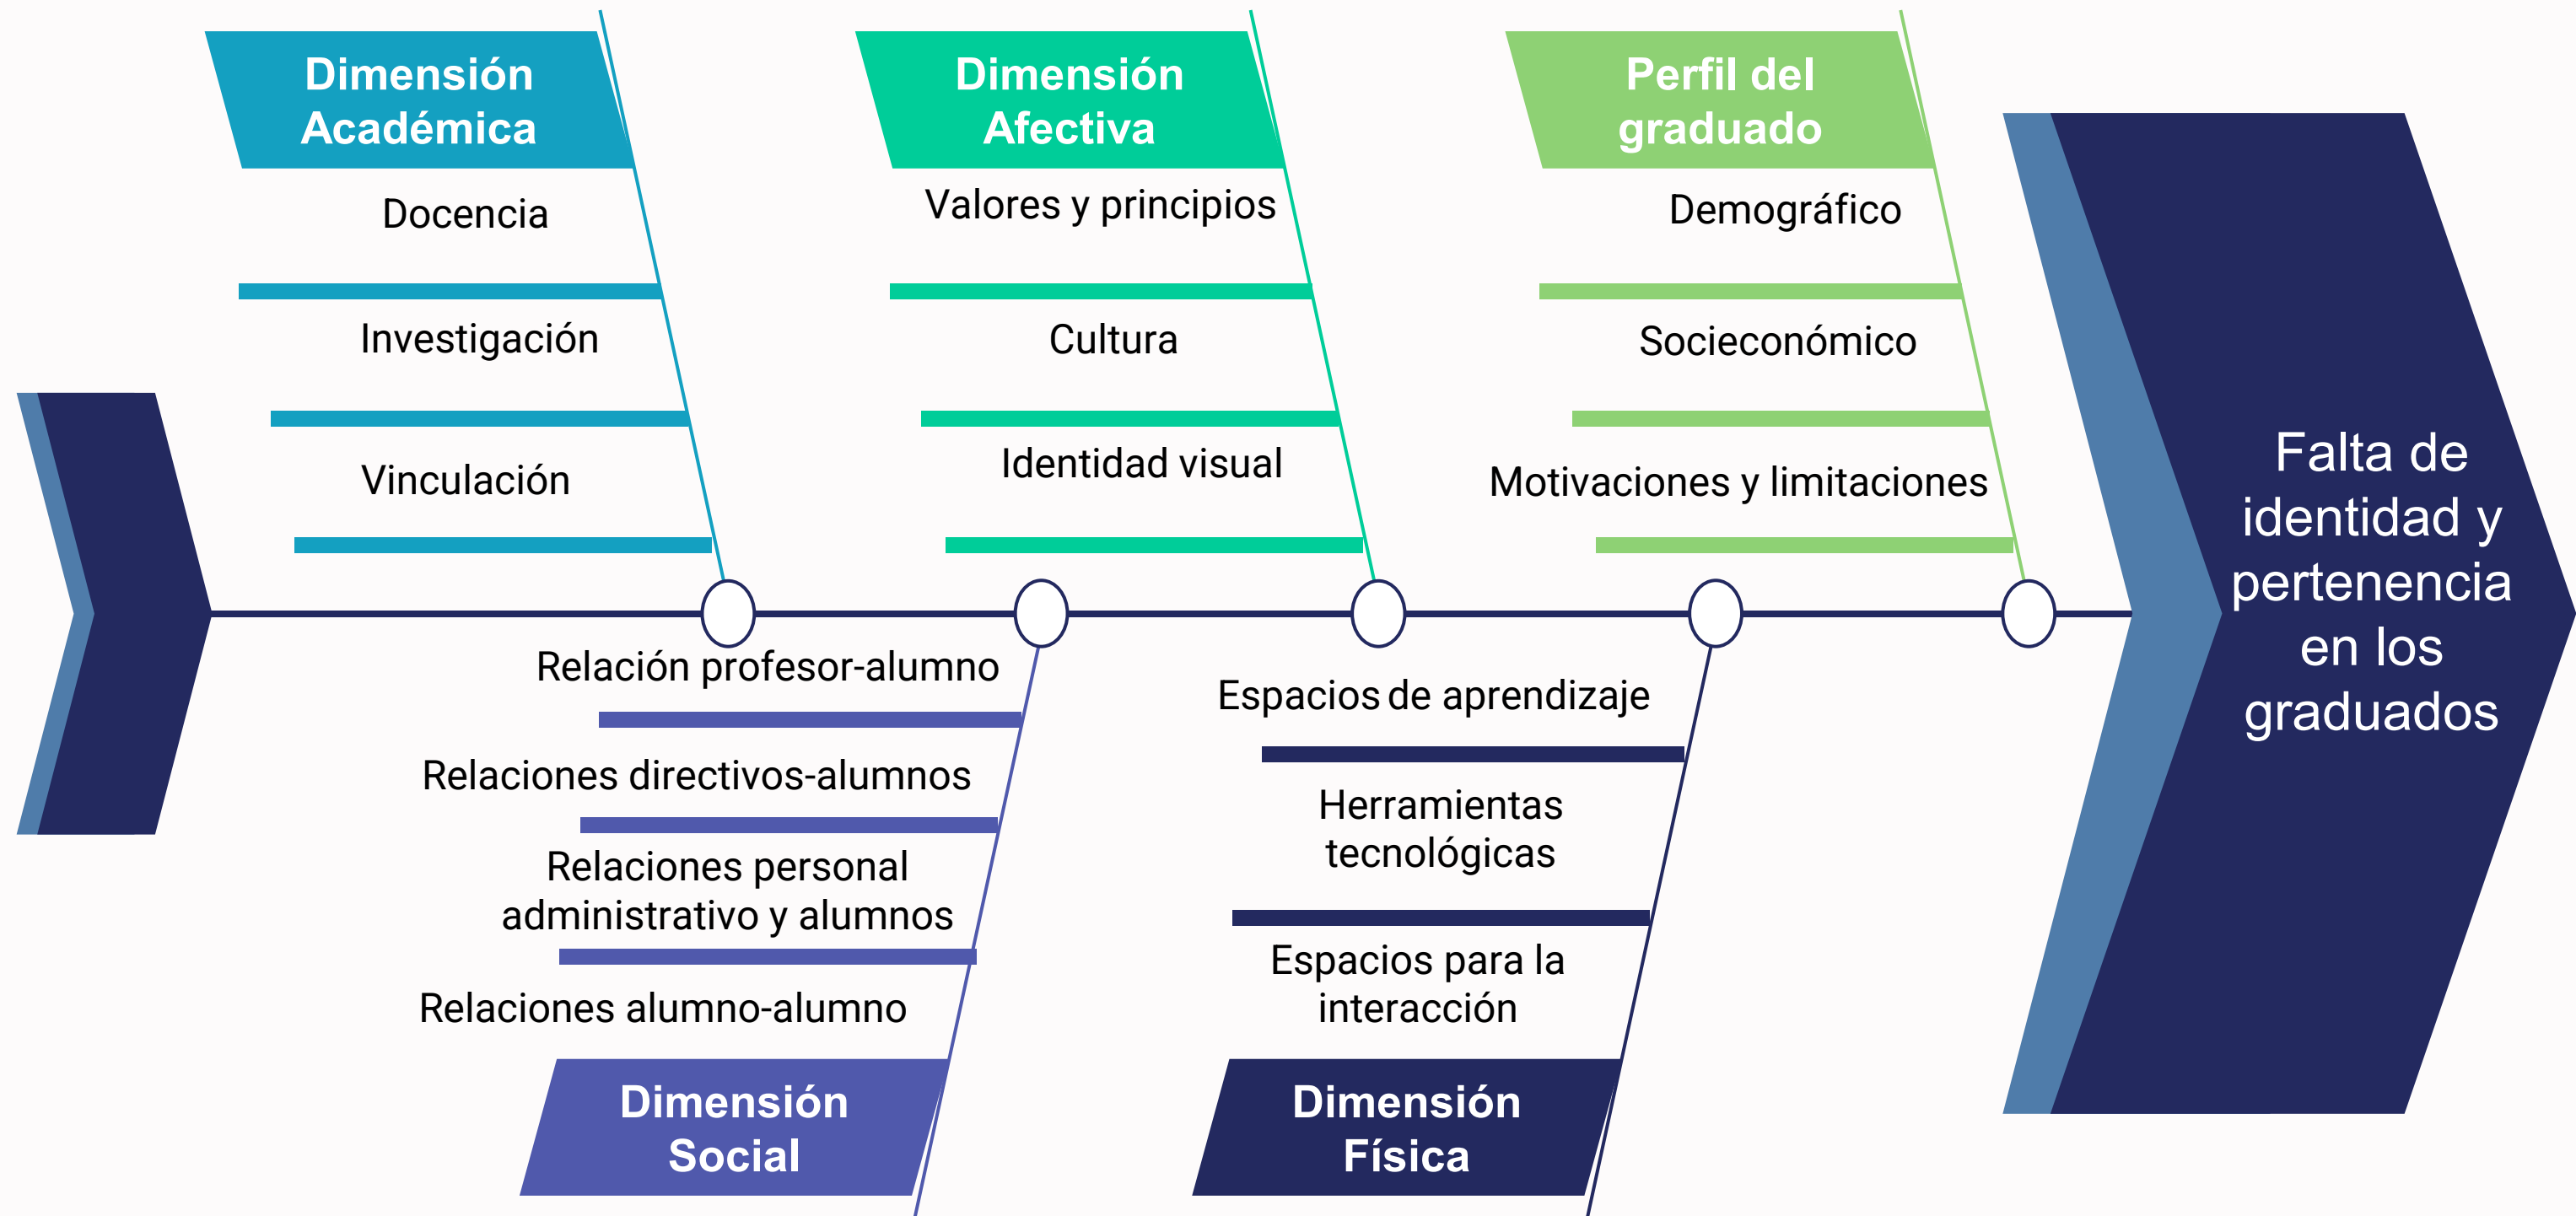 Dimensión
Académica
Docencia
Investigación
Vinculación
Dimensión
Afectiva
Valores y principios
Cultura
Identidad visual
Perfil del
graduado
Demográfico
Socieconómico
Motivaciones y limitaciones
Relación profesor-alumno
Relaciones directivos-alumnos
Relaciones personal
administrativo y alumnos
Relaciones alumno-alumno
Dimensión
Social
Espacios de aprendizaje
Herramientas
tecnológicas
Espacios para la
interacción
Dimensión
Física
Falta de
identidad y
pertenencia
en los
graduados